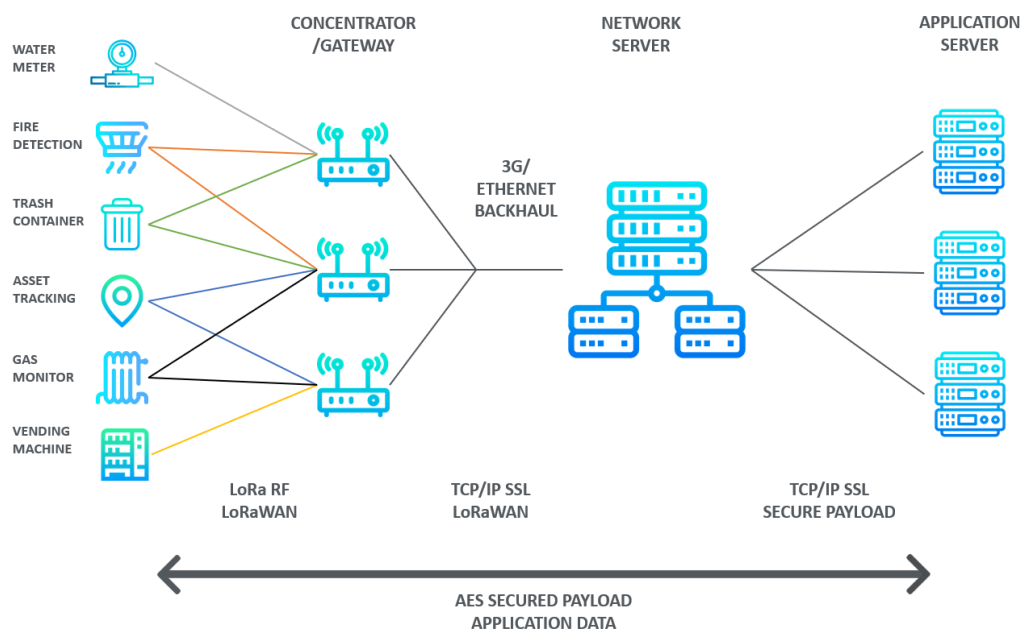 CONCENTRATOR
/GATEWAY
NETWORK
SERVER
APPLICATION
SERVER
WATER
METER
FIRE
DETECTION
TRASH
CONTAINER
ASSET
TRACKING
GAS
MONITOR
VENDING
MACHINE
3G/
ETHERNET
BACKHAUL
LoRa RF
LoRaWAN
TCP/IP SSL
LoRaWAN
TCP/IP SSL
SECURE PAYLOAD
AES SECURED PAYLOAD
APPLICATION DATA